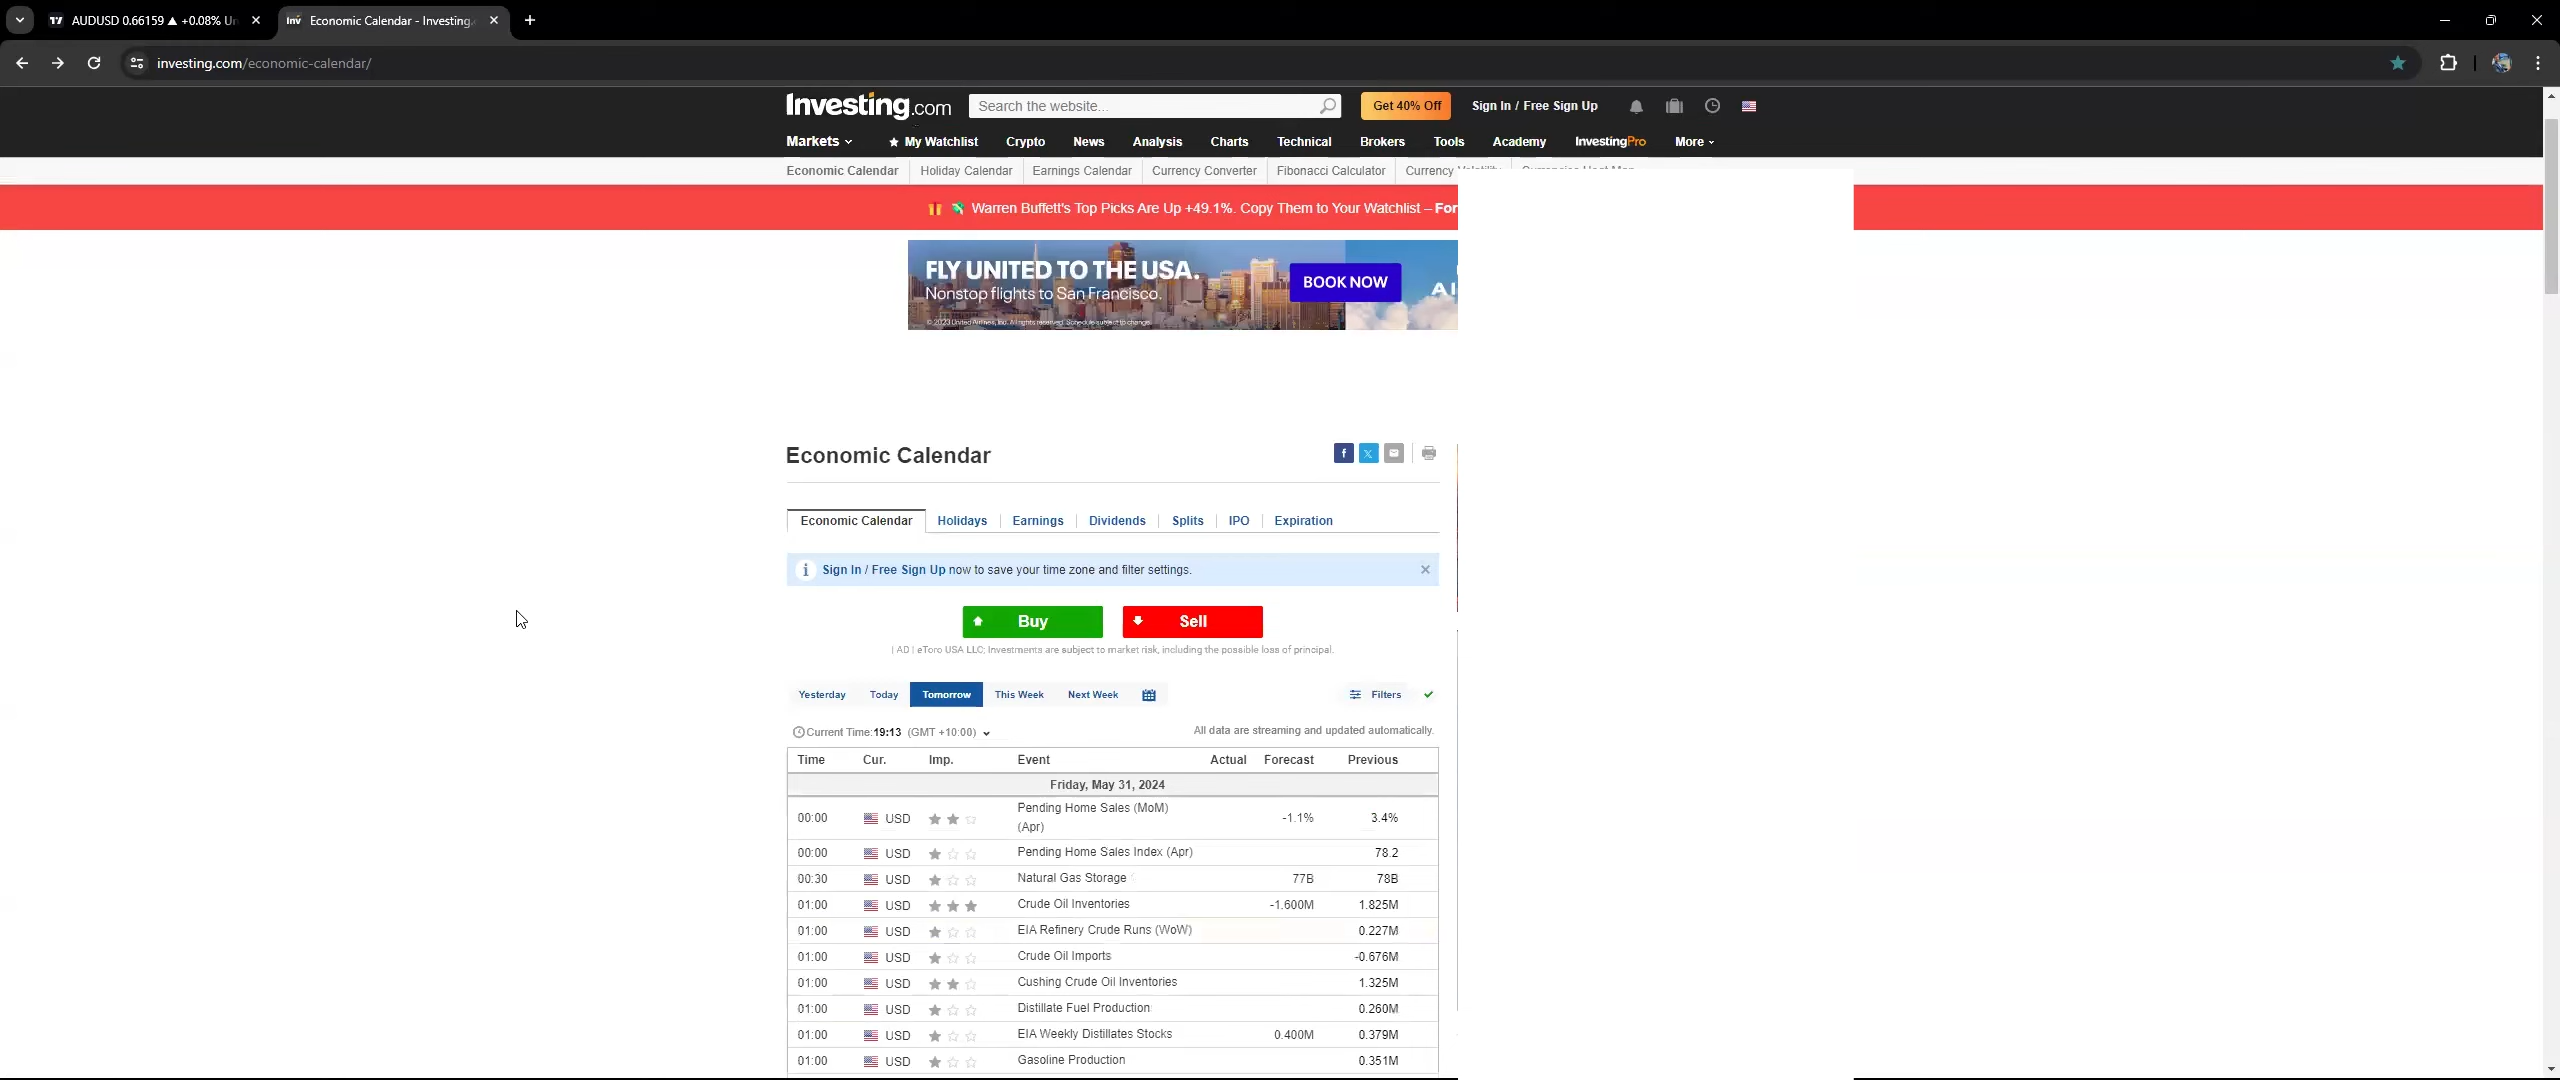 AUDUSD 0.66159 ▲ +0.08% Un
Economic Calendar - Investing.
investing.com/economic-calendar/
Investing.com
Search the website...
Get 40% Off
Sign In / Free Sign Up
Markets
My Watchlist
Crypto
News
Analysis
Charts
Technical
Brokers
Tools
Academy
InvestingPro
More
Economic Calendar
Holiday Calendar
Earnings Calendar
Currency Converter
Fibonacci Calculator
Currency
Warren Buffett's Top Picks Are Up +49.1%. Copy Them to Your Watchlist – For
FLY UNITED TO THE USA.
Nonstop flights to San Francisco.
© 2023 United Airlines, Inc. All rights reserved. Schedule subject to change.
BOOK NOW
Economic Calendar
Economic Calendar
Holidays
Earnings
Dividends
Splits
IPO
Expiration
Sign In / Free Sign Up now to save your time zone and filter settings.
Buy
Sell
| AD | eToro USA LLC; Investments are subject to market risk, including the possible loss of principal.
Yesterday
Today
Tomorrow
This Week
Next Week
Filters
Current Time: 19:13 (GMT +10:00)
All data are streaming and updated automatically.
Time Cur. Imp. Event Actual Forecast Previous
Friday, May 31, 2024
00:00 USD Pending Home Sales (MoM) (Apr) -1.1% 3.4%
00:00 USD Pending Home Sales Index (Apr) 78.2
00:30 USD Natural Gas Storage 77B 78B
01:00 USD Crude Oil Inventories -1.600M 1.825M
01:00 USD EIA Refinery Crude Runs (WoW) 0.227M
01:00 USD Crude Oil Imports -0.676M
01:00 USD Cushing Crude Oil Inventories 1.325M
01:00 USD Distillate Fuel Production 0.260M
01:00 USD EIA Weekly Distillates Stocks 0.400M 0.379M
01:00 USD Gasoline Production 0.351M